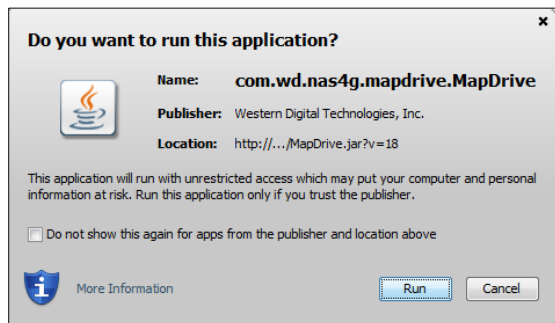 Do you want to run this application?
Name: com.wd.nas4g.mapdrive.MapDrive
Publisher: Western Digital Technologies, Inc.
Location: http://.../MapDrive.jar?v=18
This application will run with unrestricted access which may put your computer and personal
information at risk. Run this application only if you trust the publisher.
Do not show this again for apps from the publisher and location above
More Information
Run Cancel